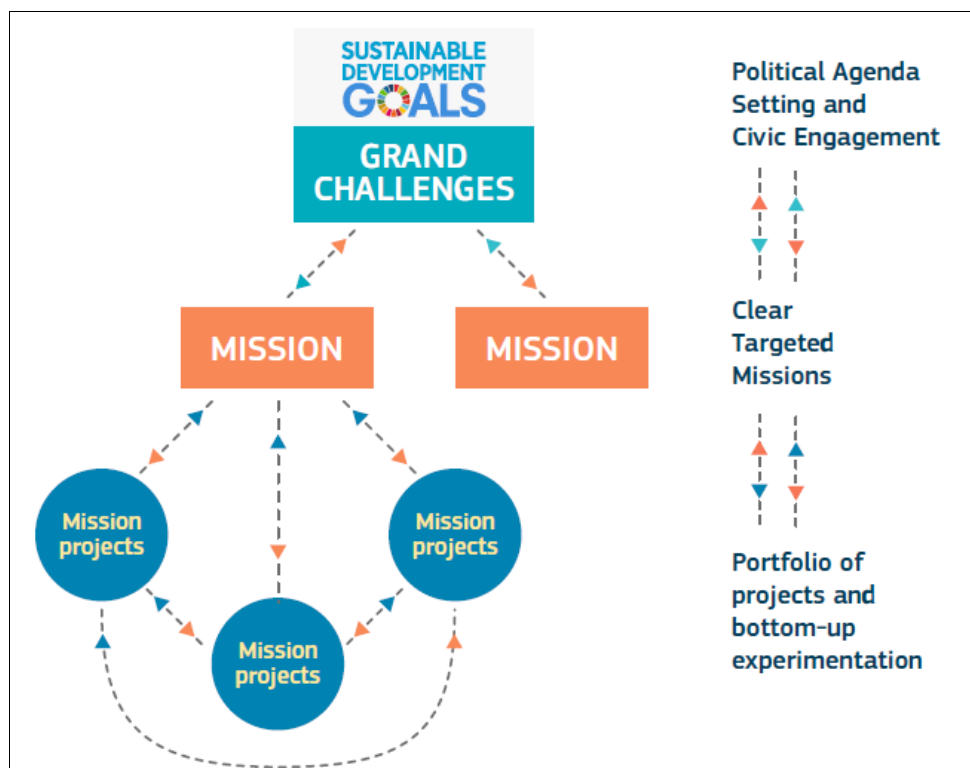 SUSTAINABLE
DEVELOPMENT
GOALS
GRAND
CHALLENGES
MISSION
MISSION
Mission
projects
Mission
projects
Mission
projects
Political Agenda
Setting and
Civic Engagement
Clear
Targeted
Missions
Portfolio of
projects and
bottom-up
experimentation